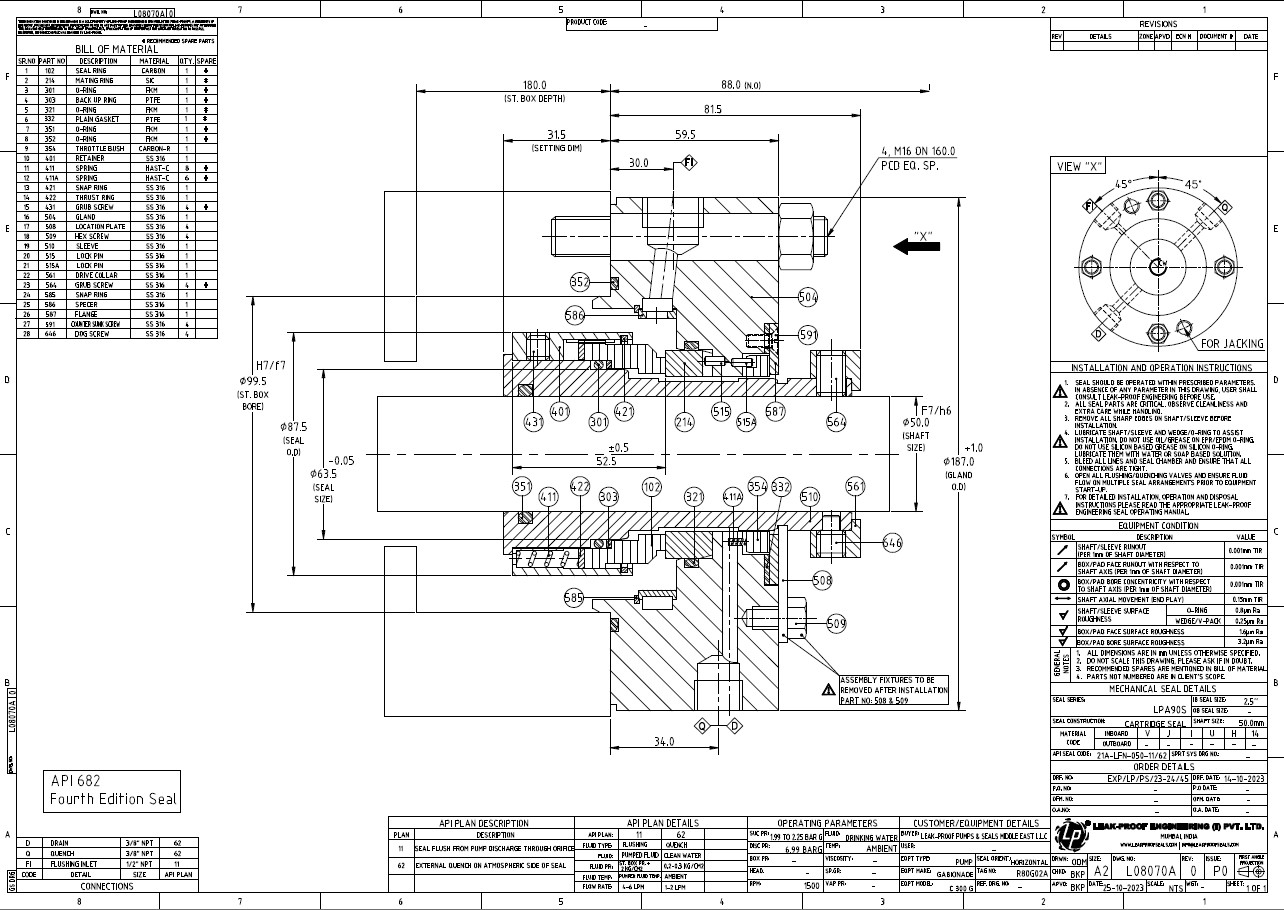 8 7 6 5 4 3 2 1
DWG. NO: L08070A 0
PRODUCT CODE: -
◆ RECOMMENDED SPARE PARTS
BILL OF MATERIAL
SR.NO PART NO DESCRIPTION MATERIAL QTY. SPARE
1 102 SEAL RING CARBON 1 ◆
2 214 MATING RING SIC 1 ◆
3 301 O-RING FKM 1 ◆
4 303 BACK UP RING PTFE 1 ◆
5 321 O-RING FKM 1 ◆
6 332 PLAIN GASKET PTFE 1 ◆
7 351 O-RING FKM 1 ◆
8 352 O-RING FKM 1 ◆
9 354 THROTTLE BUSH CARBON-R 1
10 401 RETAINER SS 316 1
11 411 SPRING HAST-C 8 ◆
12 411A SPRING HAST-C 6 ◆
13 421 SNAP RING SS 316 1
14 422 THRUST RING SS 316 1
15 431 GRUB SCREW SS 316 4 ◆
16 504 GLAND SS 316 1
17 508 LOCATION PLATE SS 316 4
18 509 HEX SCREW SS 316 4
19 510 SLEEVE SS 316 1
20 515 LOCK PIN SS 316 1
21 515A LOCK PIN SS 316 1
22 561 DRIVE COLLAR SS 316 1
23 564 GRUB SCREW SS 316 4 ◆
24 585 SNAP RING SS 316 1
25 586 SPECER SS 316 1
26 587 FLANGE SS 316 1
27 591 COUNTER SUNK SCREW SS 316 4
28 646 DOG SCREW SS 316 4
F
E
D
C
B
A
180.0
(ST. BOX DEPTH)
88.0 (N.O)
81.5
31.5
(SETTING DIM)
59.5
30.0
FI
4, M16 ON 160.0
PCD EQ. SP.
"X"
352
586
504
591
H7/f7
ϕ99.5
(ST. BOX
BORE)
ϕ87.5
(SEAL
O.D)
-0.05
ϕ63.5
(SEAL
SIZE)
431
401
301
421
214
515
515A
587
564
F7/h6
ϕ50.0
(SHAFT
SIZE)
+1.0
ϕ187.0
(GLAND
O.D)
±0.5
52.5
351
411
422
303
102
321
411A
354
332
510
561
646
508
585
509
ASSEMBLY FIXTURES TO BE
REMOVED AFTER INSTALLATION
PART NO: 508 & 509
Q
D
34.0
REVISIONS
REV DETAILS ZONE APVD ECN N DOCUMENT # DATE
VIEW "X"
45° 45°
FI
Q
CW
D
FOR JACKING
INSTALLATION AND OPERATION INSTRUCTIONS
1. SEAL SHOULD BE OPERATED WITHIN PRESCRIBED PARAMETERS.
IN ABSENCE OF ANY PARAMETER IN THIS DRAWING, USER SHALL
CONSULT LEAK-PROOF ENGINEERING BEFORE USE.
2. ALL SEAL PARTS ARE CRITICAL. OBSERVE CLEANLINESS AND
EXTRA CARE WHILE HANDLING.
3. REMOVE ALL SHARP EDGES ON SHAFT/SLEEVE BEFORE
INSTALLATION.
4. LUBRICATE SHAFT/SLEEVE AND WEDGE/O-RING TO ASSIST
INSTALLATION. DO NOT USE OIL/GREASE ON EPR/EPDM O-RING.
DO NOT USE SILICON BASED GREASE ON SILICON O-RING.
LUBRICATE THEM WITH WATER OR SOAP BASED SOLUTION.
5. BLEED ALL LINES AND SEAL CHAMBER AND ENSURE THAT ALL
CONNECTIONS ARE TIGHT.
6. OPEN ALL FLUSHING/QUENCHING VALVES AND ENSURE FLUID
FLOW ON MULTIPLE SEAL ARRANGEMENTS PRIOR TO EQUIPMENT
START-UP.
7. FOR DETAILED INSTALLATION, OPERATION AND DISPOSAL
INSTRUCTIONS PLEASE READ THE APPROPRIATE LEAK-PROOF
ENGINEERING SEAL OPERATING MANUAL.
EQUIPMENT CONDITION
SYMBOL DESCRIPTION VALUE
SHAFT/SLEEVE RUNOUT
(PER 1mm OF SHAFT DIAMETER) 0.001mm TIR
BOX/PAD FACE RUNOUT WITH RESPECT TO
SHAFT AXIS (PER 1mm OF SHAFT DIAMETER) 0.001mm TIR
BOX/PAD BORE CONCENTRICITY WITH RESPECT
TO SHAFT AXIS (PER 1mm OF SHAFT DIAMETER) 0.001mm TIR
SHAFT AXIAL MOVEMENT (END PLAY) 0.15mm TIR
SHAFT/SLEEVE SURFACE ROUGHNESS O-RING 0.8µm Ra
WEDGE/V-PACK 0.25µm Ra
BOX/PAD FACE SURFACE ROUGHNESS 1.6µm Ra
BOX/PAD BORE SURFACE ROUGHNESS 3.2µm Ra
GENERAL NOTES
1. ALL DIMENSIONS ARE IN mm UNLESS OTHERWISE SPECIFIED.
2. DO NOT SCALE THIS DRAWING, PLEASE ASK IF IN DOUBT.
3. RECOMMENDED SPARES ARE MENTIONED IN BILL OF MATERIAL
4. PARTS NOT NUMBERED ARE IN CLIENT'S SCOPE.
MECHANICAL SEAL DETAILS
SEAL SERIES: LPA90S IB SEAL SIZE: 2.5"
OB SEAL SIZE: -
SEAL CONSTRUCTION: CARTRIDGE SEAL SHAFT SIZE: 50.0mm
MATERIAL CODE INBOARD V J I U H 14
OUTBOARD - - - - - -
API SEAL CODE: 21A-LFN-050-11/62 SPRT SYS DRG NO: -
ORDER DETAILS
DRF. NO: EXP/LP/PS/23-24/45 DRF. DATE: 14-10-2023
P.O. NO: - P.O DATE: -
OFM. NO: - OFM. DATE: -
O.A.NO: - O.A. DATE: -
API 682
Fourth Edition Seal
D DRAIN 3/8" NPT 62
Q QUENCH 3/8" NPT 62
FI FLUSHING INLET 1/2" NPT 11
CODE DETAIL SIZE API PLAN
CONNECTIONS
API PLAN DESCRIPTION
PLAN DESCRIPTION
11 SEAL FLUSH FROM PUMP DISCHARGE THROUGH ORIFICE
62 EXTERNAL QUENCH ON ATMOSPHERIC SIDE OF SEAL
API PLAN DETAILS
API PLAN: 11 62
FLUID TYPE: FLUSHING QUENCH
FLUID: PUMPED FLUID CLEAN WATER
FLUID PR: ST. BOX PR. + 2 KG/CM2 0.2-0.3 KG/CM2
FLUID TEMP: PUMPED FLUID TEMP. AMBIENT
FLOW RATE: 4-6 LPM 1-2 LPM
OPERATING PARAMETERS
SUC PR: 1.99 TO 2.25 BAR G FLUID: DRINKING WATER
DISC PR: 6.99 BARG TEMP: AMBIENT
BOX PR: - VISCOSITY: -
HEAD. - SP.GR: -
RPM: 1500 VAP PR: -
CUSTOMER/EQUIPMENT DETAILS
BUYER: LEAK-PROOF PUMPS & SEALS MIDDLE EAST L.L.C
USER: -
EQPT TYPE: PUMP SEAL ORIENT: HORIZONTAL
EQPT MAKE: GABIONADE TAG NO: R80G02A
EQPT MODEL: C 300 G REF. DRG. NO: -
LP
LEAK-PROOF ENGINEERING (I) PVT. LTD.
MUMBAI, INDIA
WWW.LEAKPROOFSEALS.COM | INFO@LEAKPROOFSEALS.COM
DRWN: ODM SIZE: A2 DWG. NO: L08070A REV: 0 ISSUE: P0 FIRST ANGLE PROJECTION
CHKD: BKP
APVD: BKP DATE: 25-10-2023 SCALE: NTS WGT: - SHEET: 1 OF 1